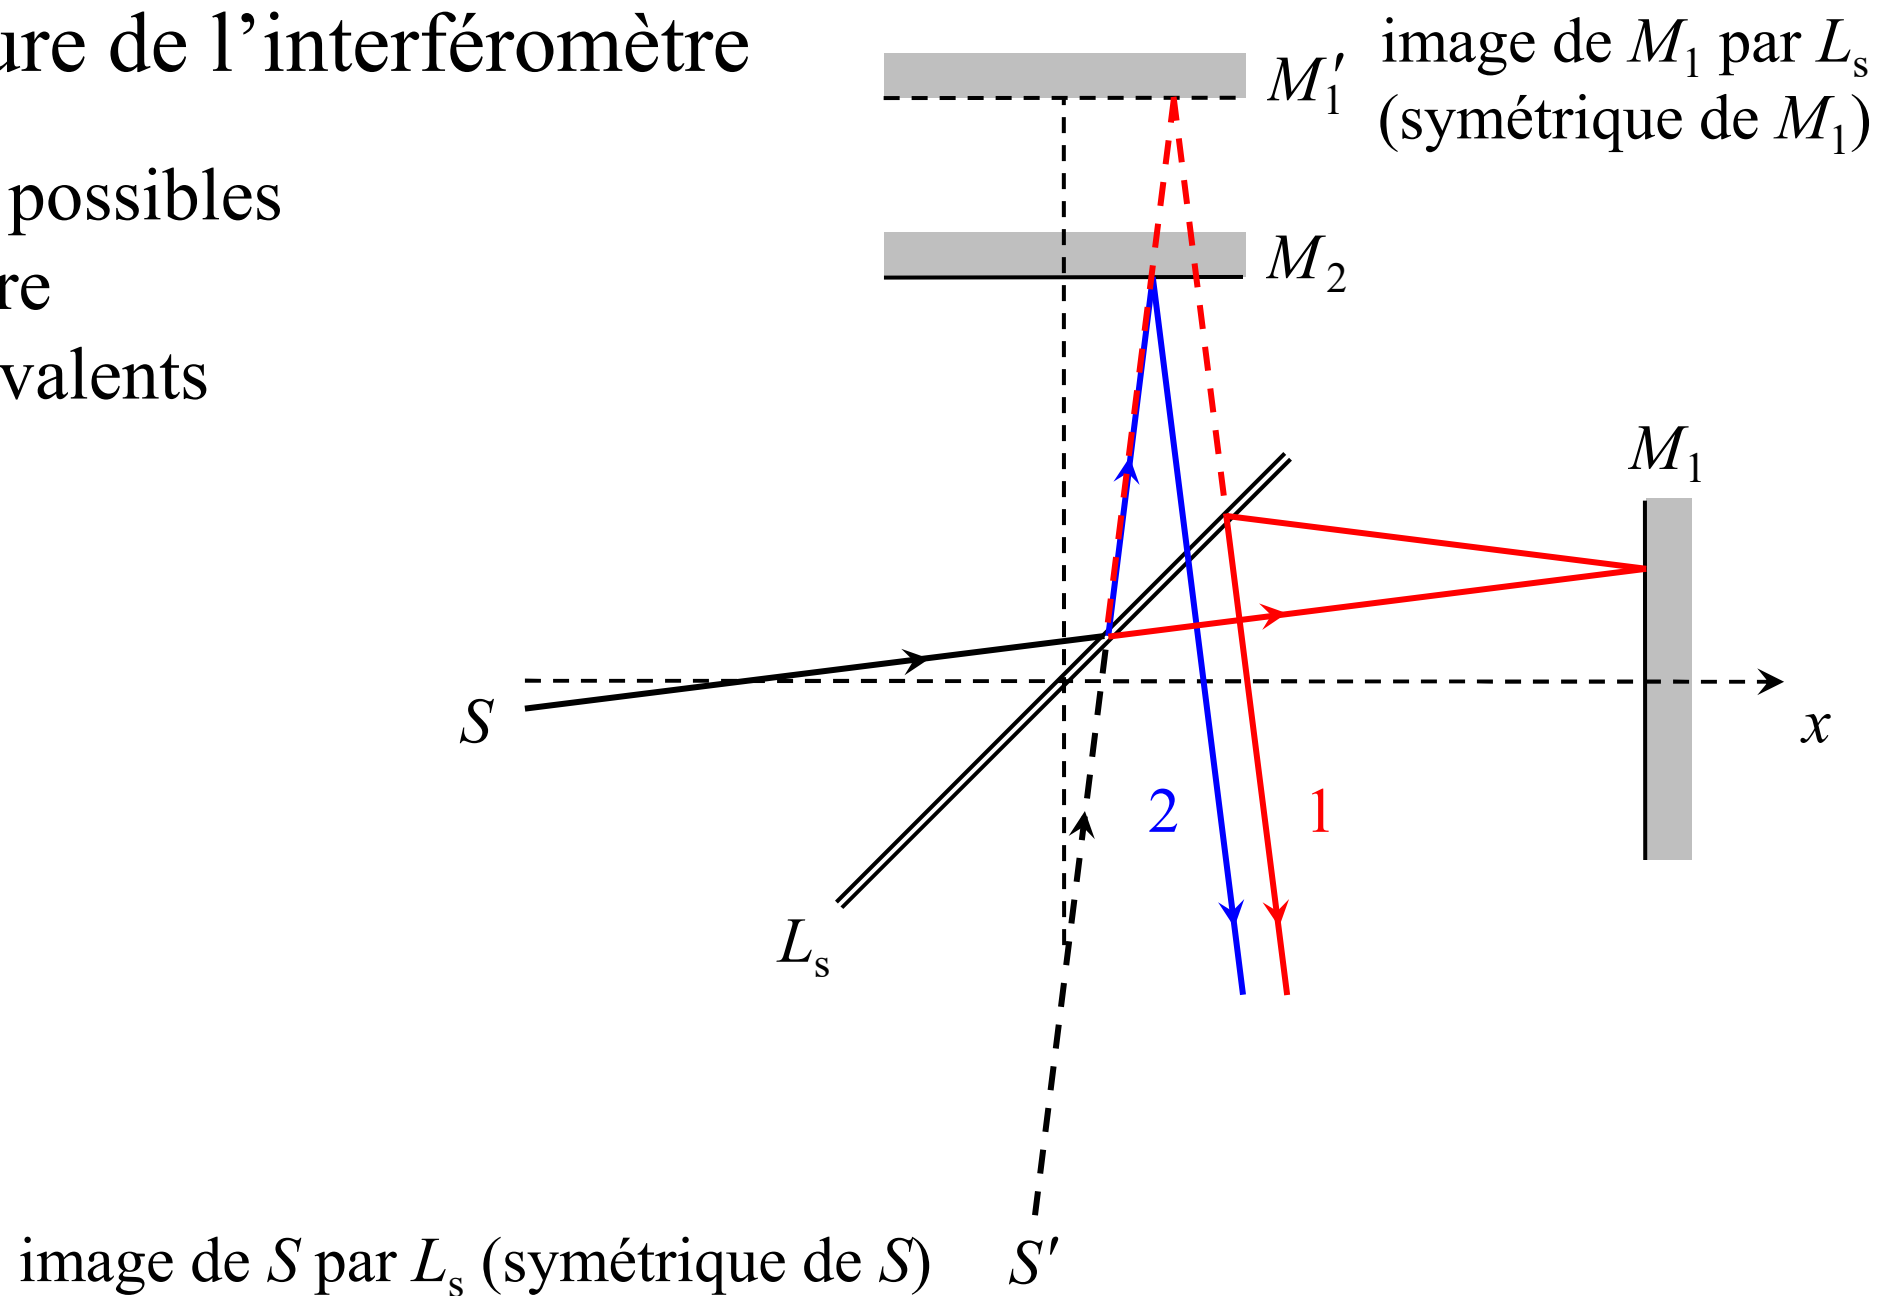 ure de l’interféromètre
possibles
re
valents
M₁′
image de M₁ par Lₛ
(symétrique de M₁)
M₂
M₁
S
x
2
1
Lₛ
image de S par Lₛ (symétrique de S)
S′